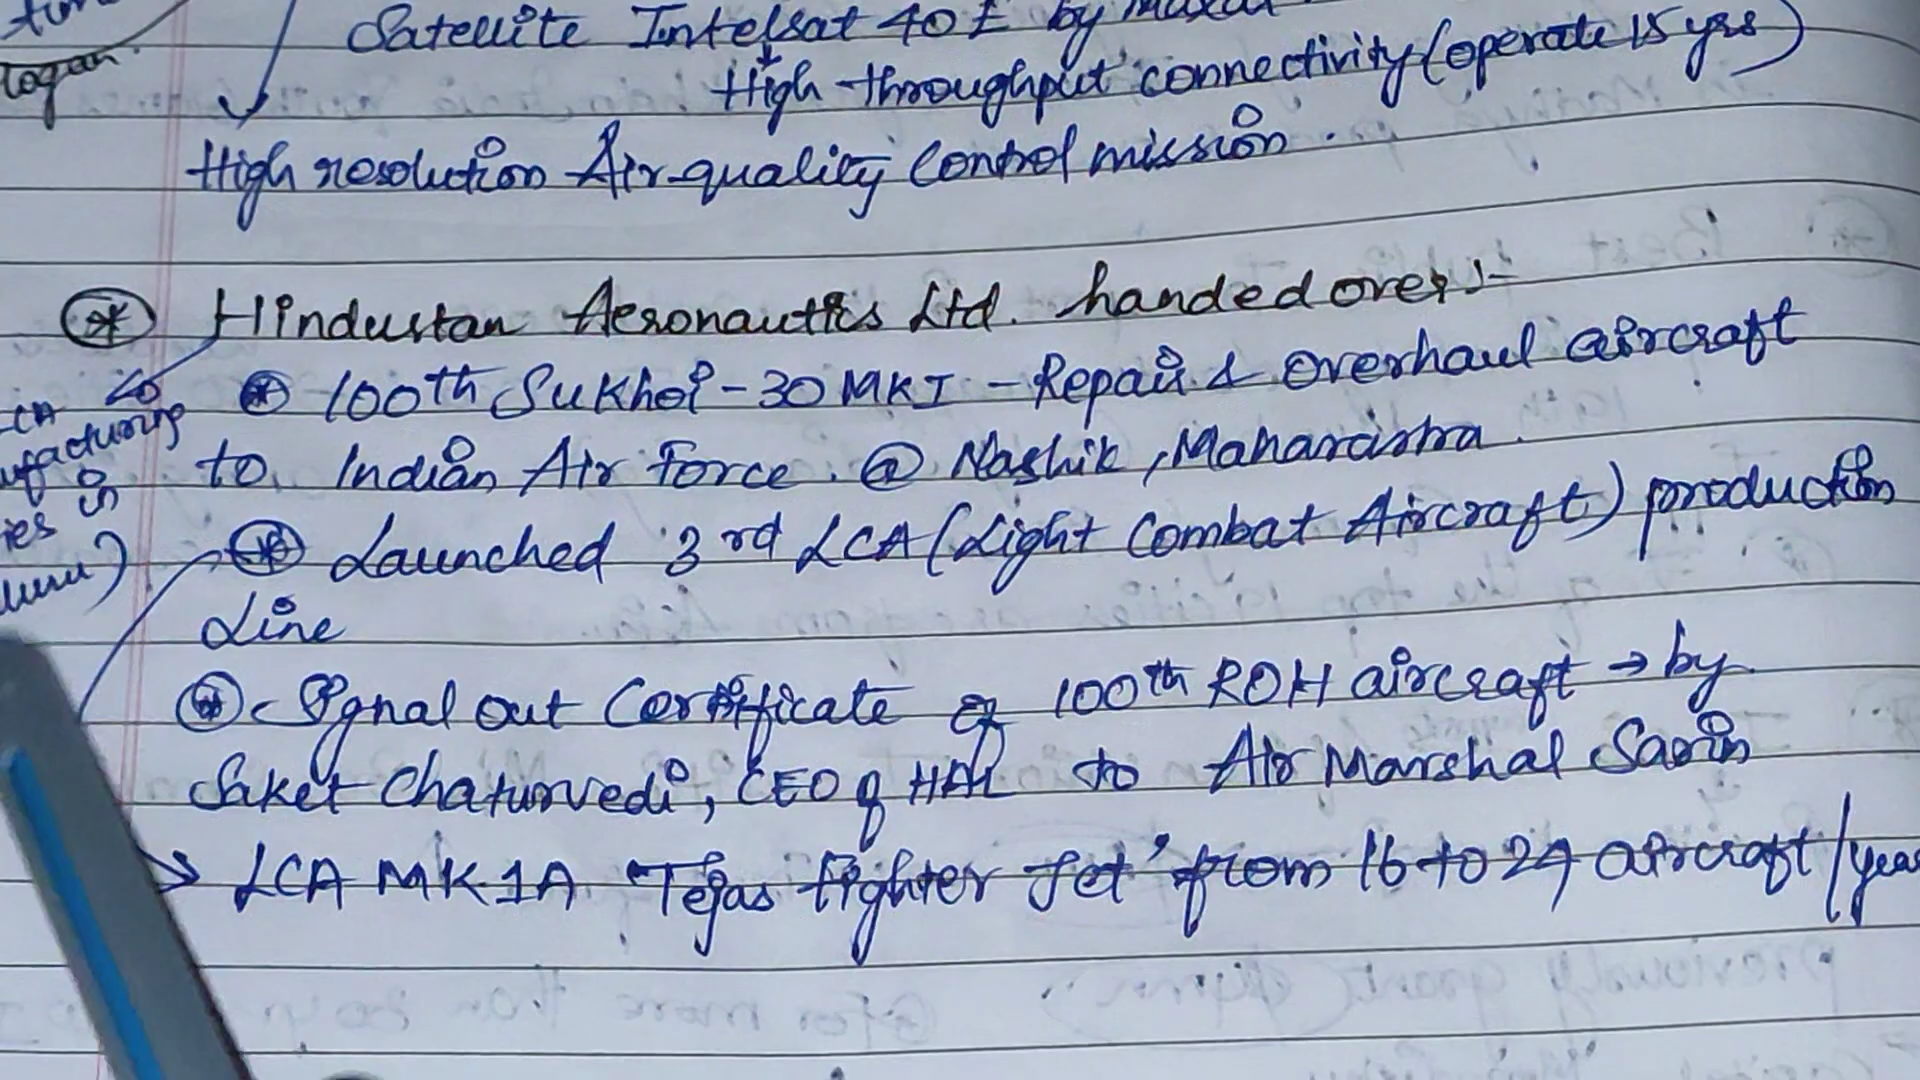 Satellite Intelsat 40E by Maxar
High-throughput connectivity (operate 15 yrs)
High resolution Air quality Control mission.
Hindustan Aeronautics Ltd. handed over :-
100th Sukhoi-30 MKI - Repair & overhaul aircraft
to Indian Air Force. @ Nashik, Maharastra.
Launched 3rd LCA (Light Combat Aircraft) production
Line
Signal out Certificate of 100th ROH aircraft → by
Saket Chaturvedi, CEO of HAL to Air Marshal Sarin
→ LCA MK1A "Tejas fighter Jet" from 16 to 24 aircraft/year